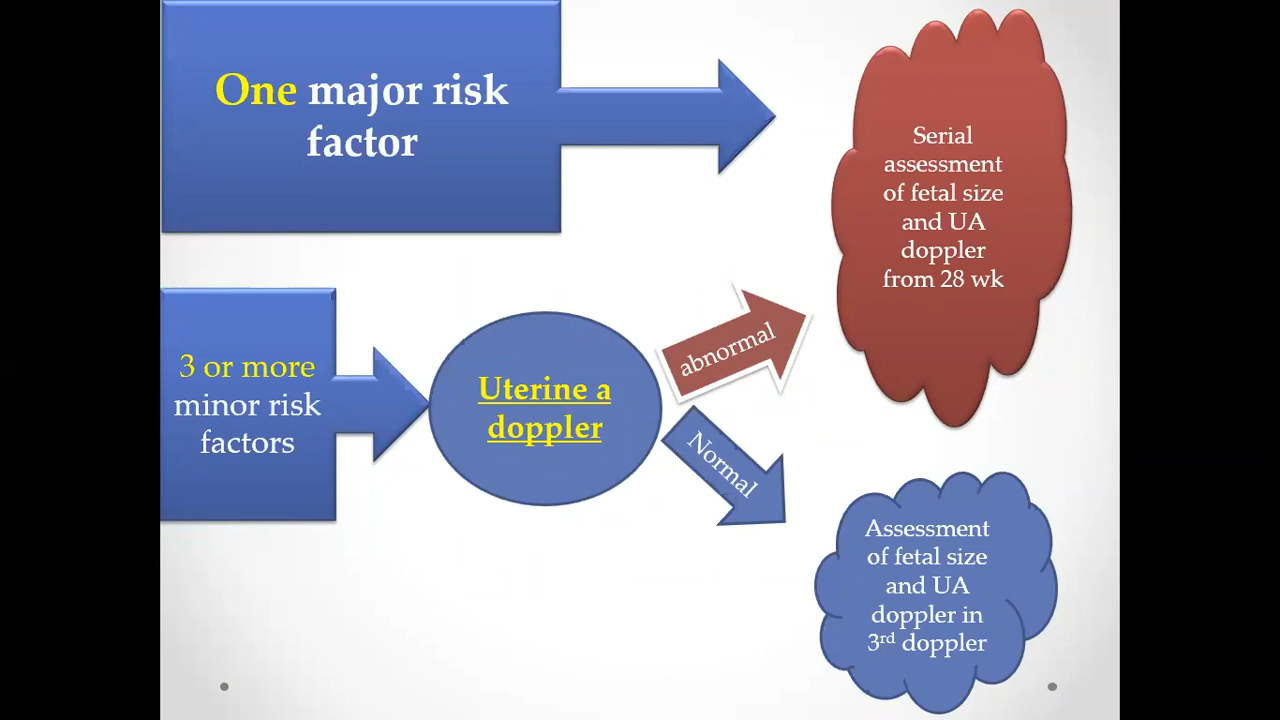 One major risk
factor
Serial
assessment
of fetal size
and UA
doppler
from 28 wk
3 or more
minor risk
factors
Uterine a
doppler
abnormal
Normal
Assessment
of fetal size
and UA
doppler in
3rd doppler